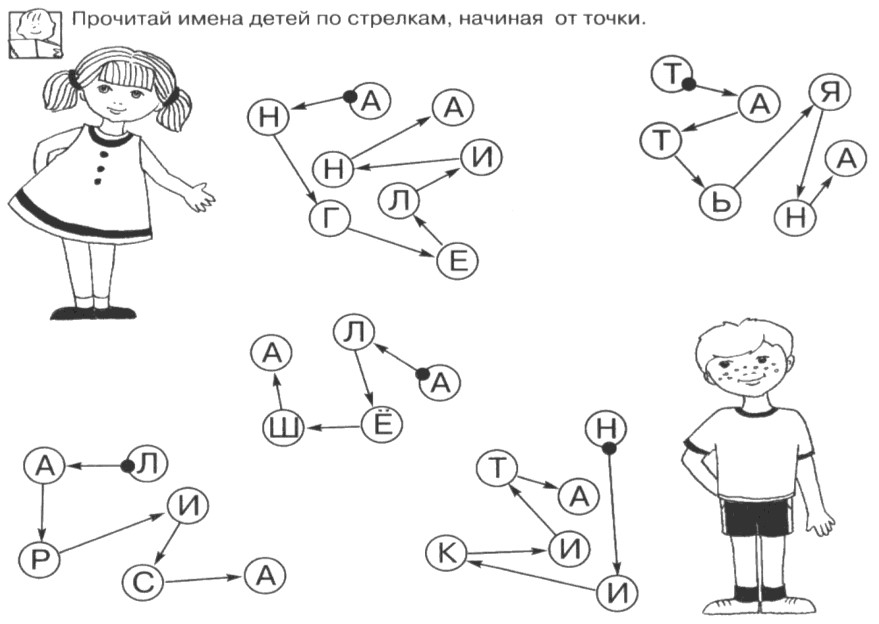 Прочитай имена детей по стрелкам, начиная от точки.
А Н Г Е Л И Н А
Т А Т Ь Я Н А
А Л Ё Ш А
Л А Р И С А
Н И К И Т А